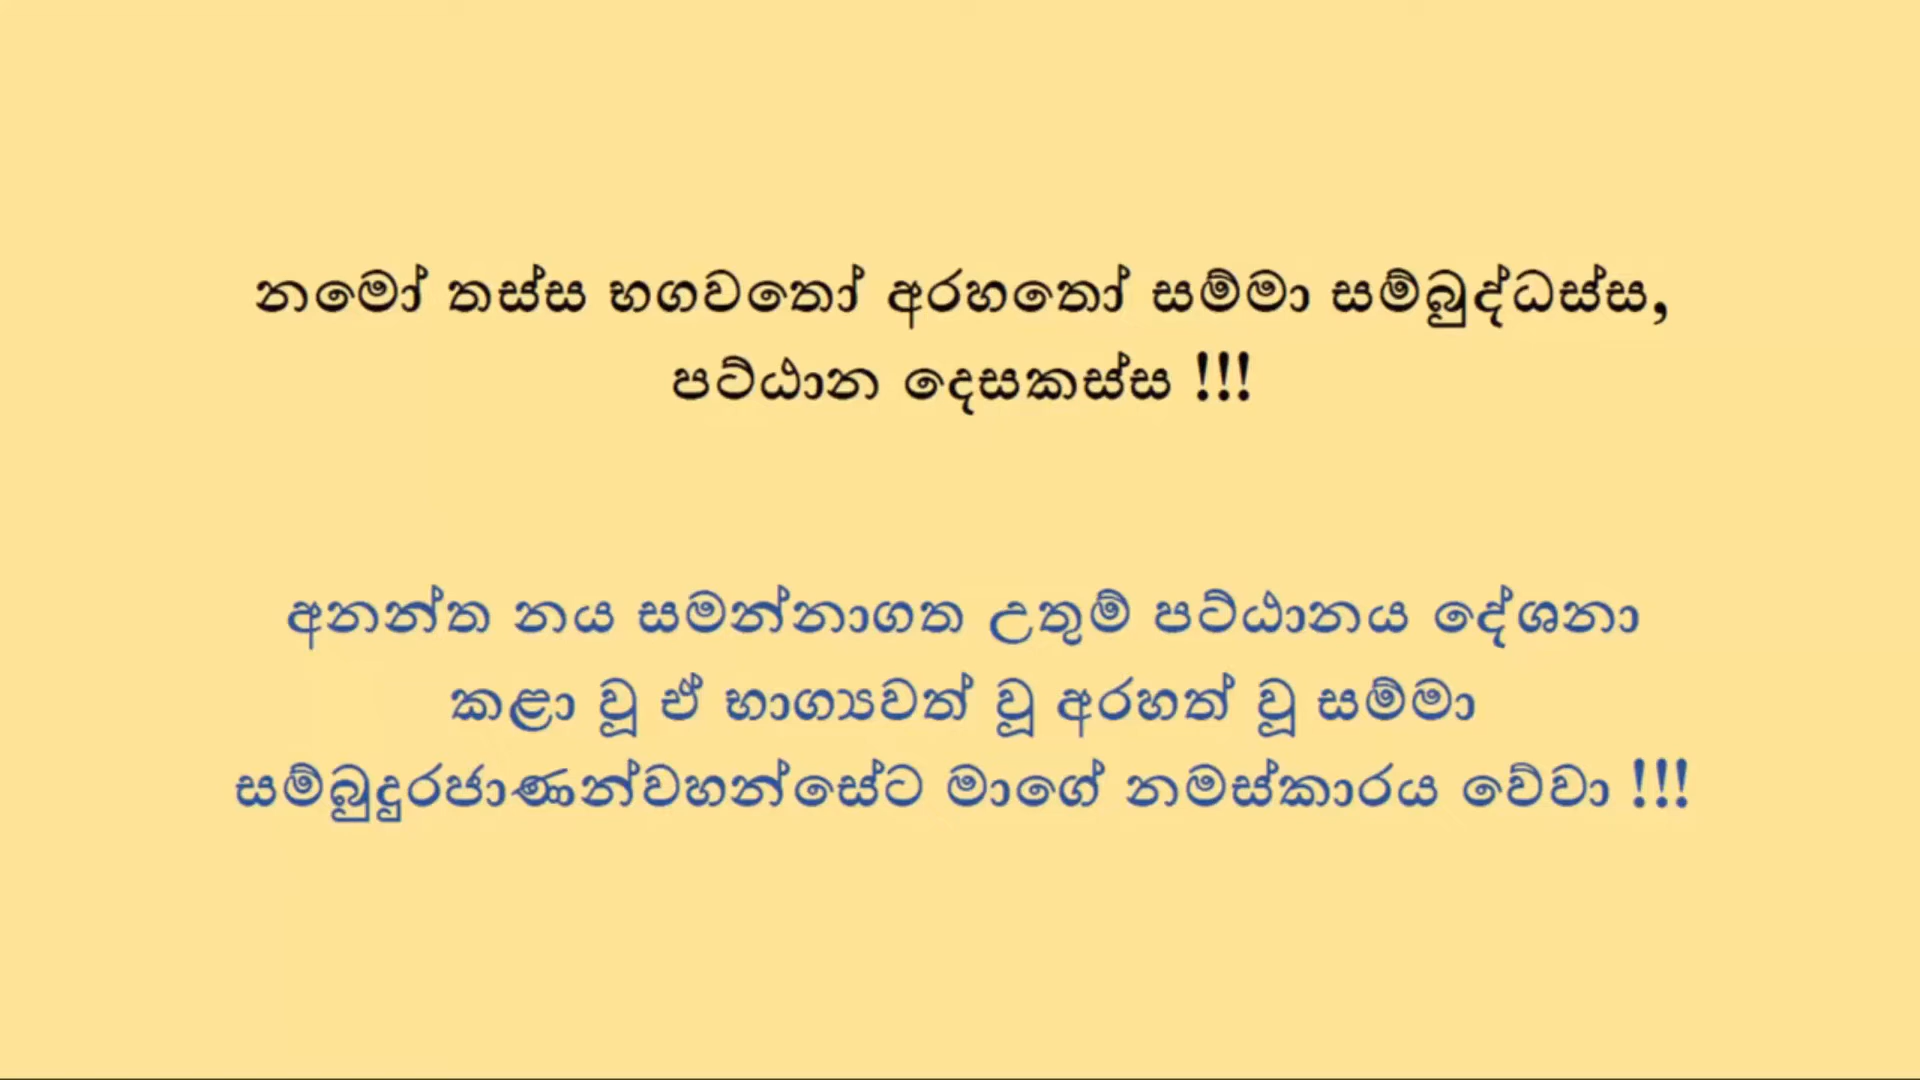 නමෝ තස්ස භගවතෝ අරහතෝ සම්මා සම්බුද්ධස්ස,
පට්ඨාන දෙසකස්ස !!!
අනන්ත නය සමන්නාගත උතුම් පට්ඨානය දේශනා
කළා වූ ඒ භාග්‍යවත් වූ අරහත් වූ සම්මා
සම්බුදුරජාණන්වහන්සේට මාගේ නමස්කාරය වේවා !!!